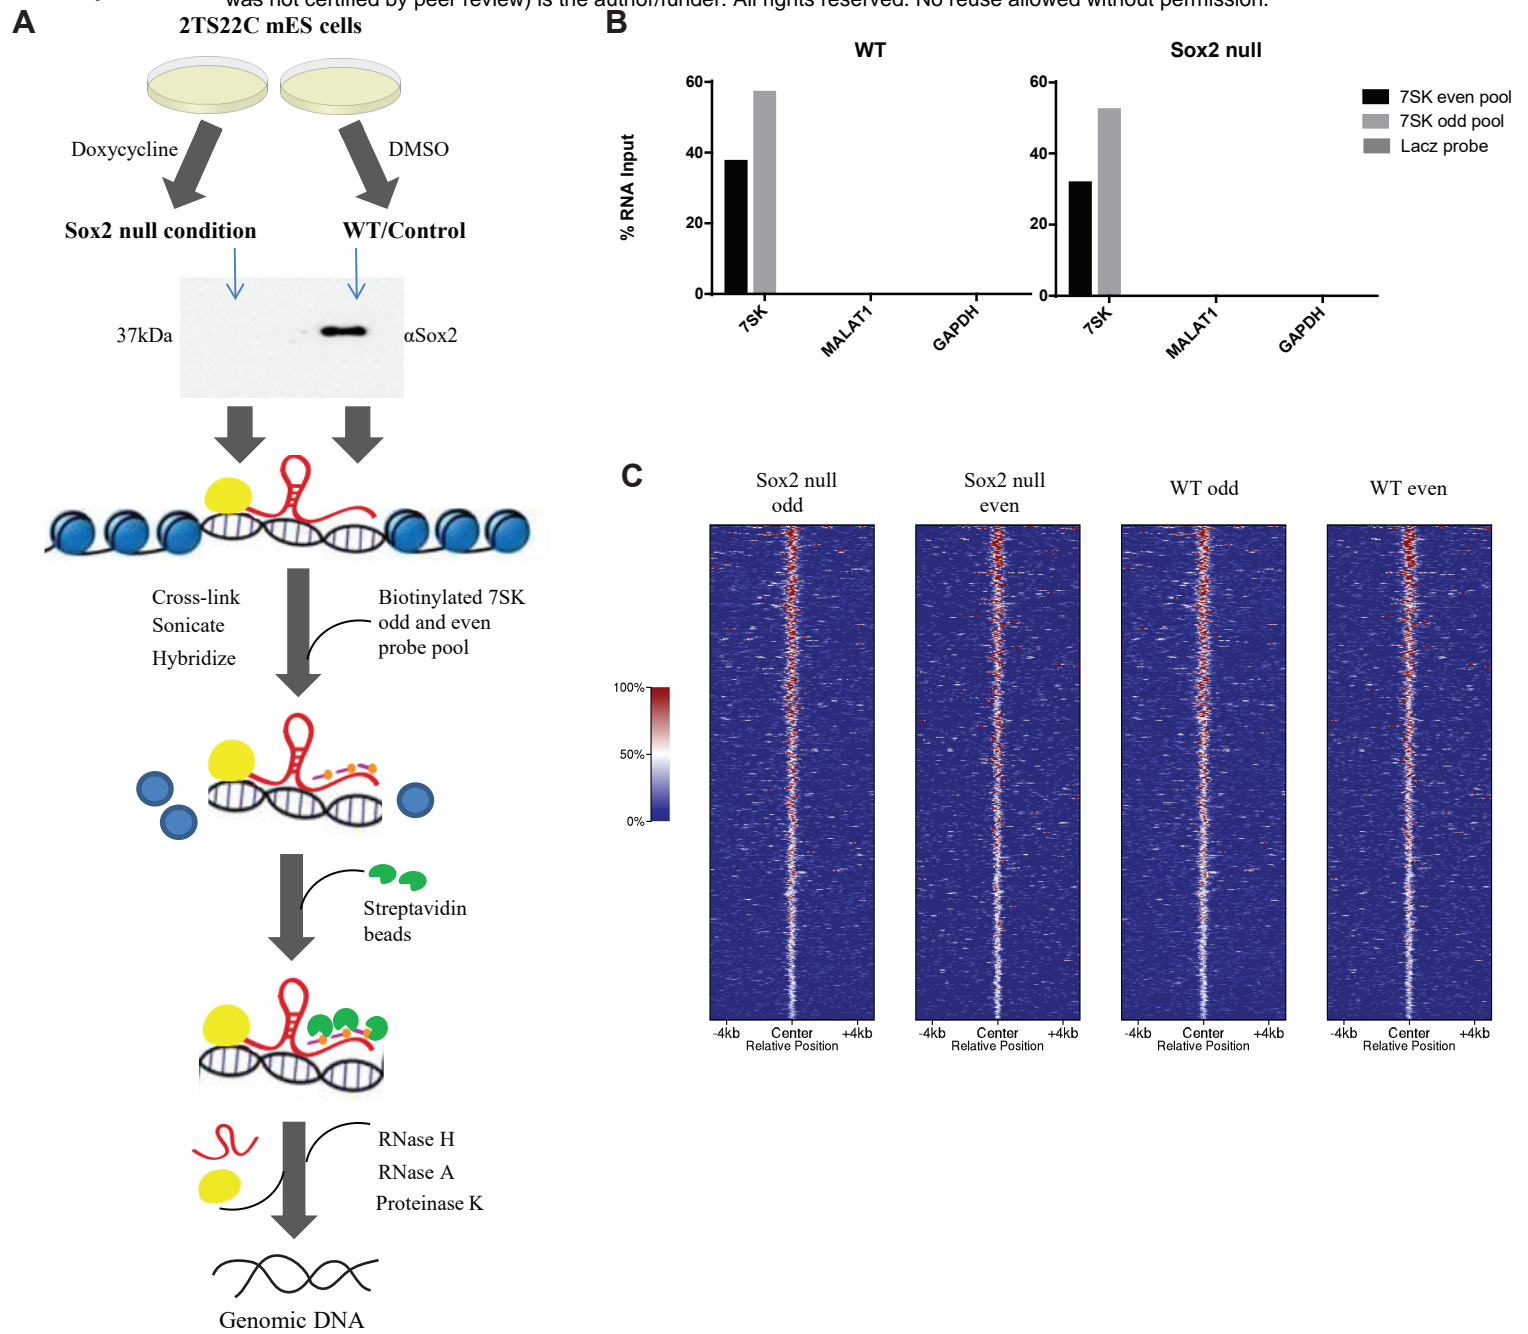 was not certified by peer review) is the author/funder. All rights reserved. No reuse allowed without permission.
A
2TS22C mES cells
Doxycycline
DMSO
Sox2 null condition
WT/Control
37kDa
αSox2
Cross-link
Sonicate
Hybridize
Biotinylated 7SK
odd and even
probe pool
Streptavidin
beads
RNase H
RNase A
Proteinase K
Genomic DNA
B
WT
% RNA Input
60
40
20
0
7SK
MALAT1
GAPDH
Sox2 null
60
40
20
0
7SK
MALAT1
GAPDH
7SK even pool
7SK odd pool
Lacz probe
C
Sox2 null
odd
Sox2 null
even
WT odd
WT even
100%
50%
0%
-4kb Center +4kb
Relative Position
-4kb Center +4kb
Relative Position
-4kb Center +4kb
Relative Position
-4kb Center +4kb
Relative Position